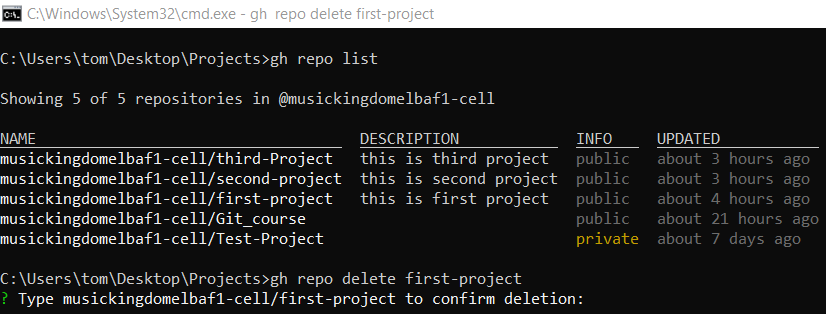 C:\Windows\System32\cmd.exe - gh  repo delete first-project
C:\Users\tom\Desktop\Projects>gh repo list
Showing 5 of 5 repositories in @musickingdomelbaf1-cell
NAME DESCRIPTION INFO UPDATED
musickingdomelbaf1-cell/third-Project this is third project public about 3 hours ago
musickingdomelbaf1-cell/second-project this is second project public about 3 hours ago
musickingdomelbaf1-cell/first-project this is first project public about 4 hours ago
musickingdomelbaf1-cell/Git_course public about 21 hours ago
musickingdomelbaf1-cell/Test-Project private about 7 days ago
C:\Users\tom\Desktop\Projects>gh repo delete first-project
? Type musickingdomelbaf1-cell/first-project to confirm deletion: